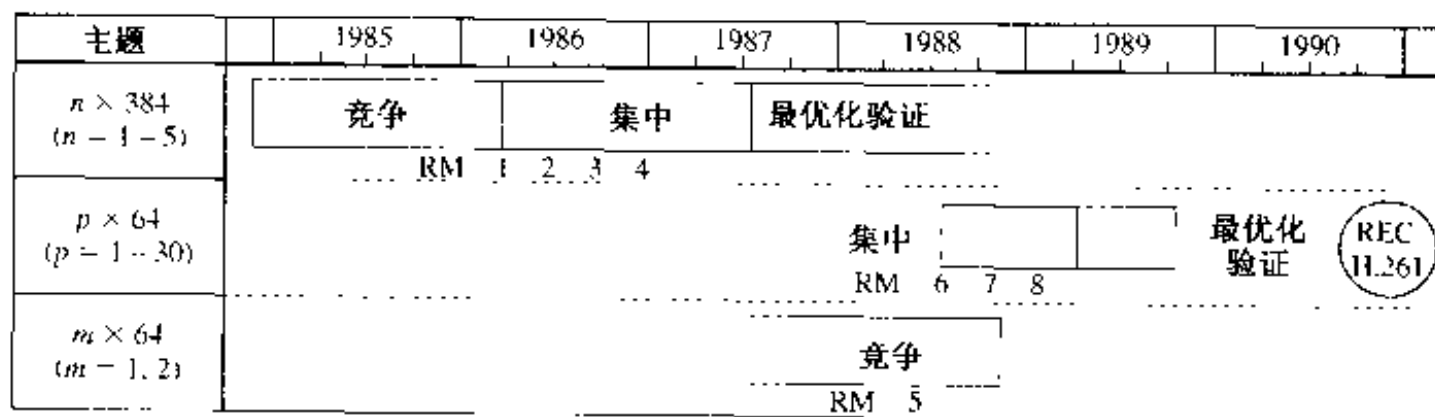 主题 1985 1986 1987 1988 1989 1990
n × 384
(n = 1 - 5)
竞争 集中 最优化验证
RM 1 2 3 4
p × 64
(p = 1 - 30)
集中
最优化
验证
REC
H.261
RM 6 7 8
m × 64
(m = 1, 2)
竞争
RM 5